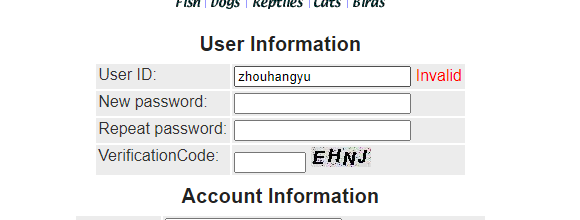 Fish | Dogs | Reptiles | Cats | Birds
User Information
User ID: zhouhangyu Invalid
New password:
Repeat password:
VerificationCode: EHNJ
Account Information